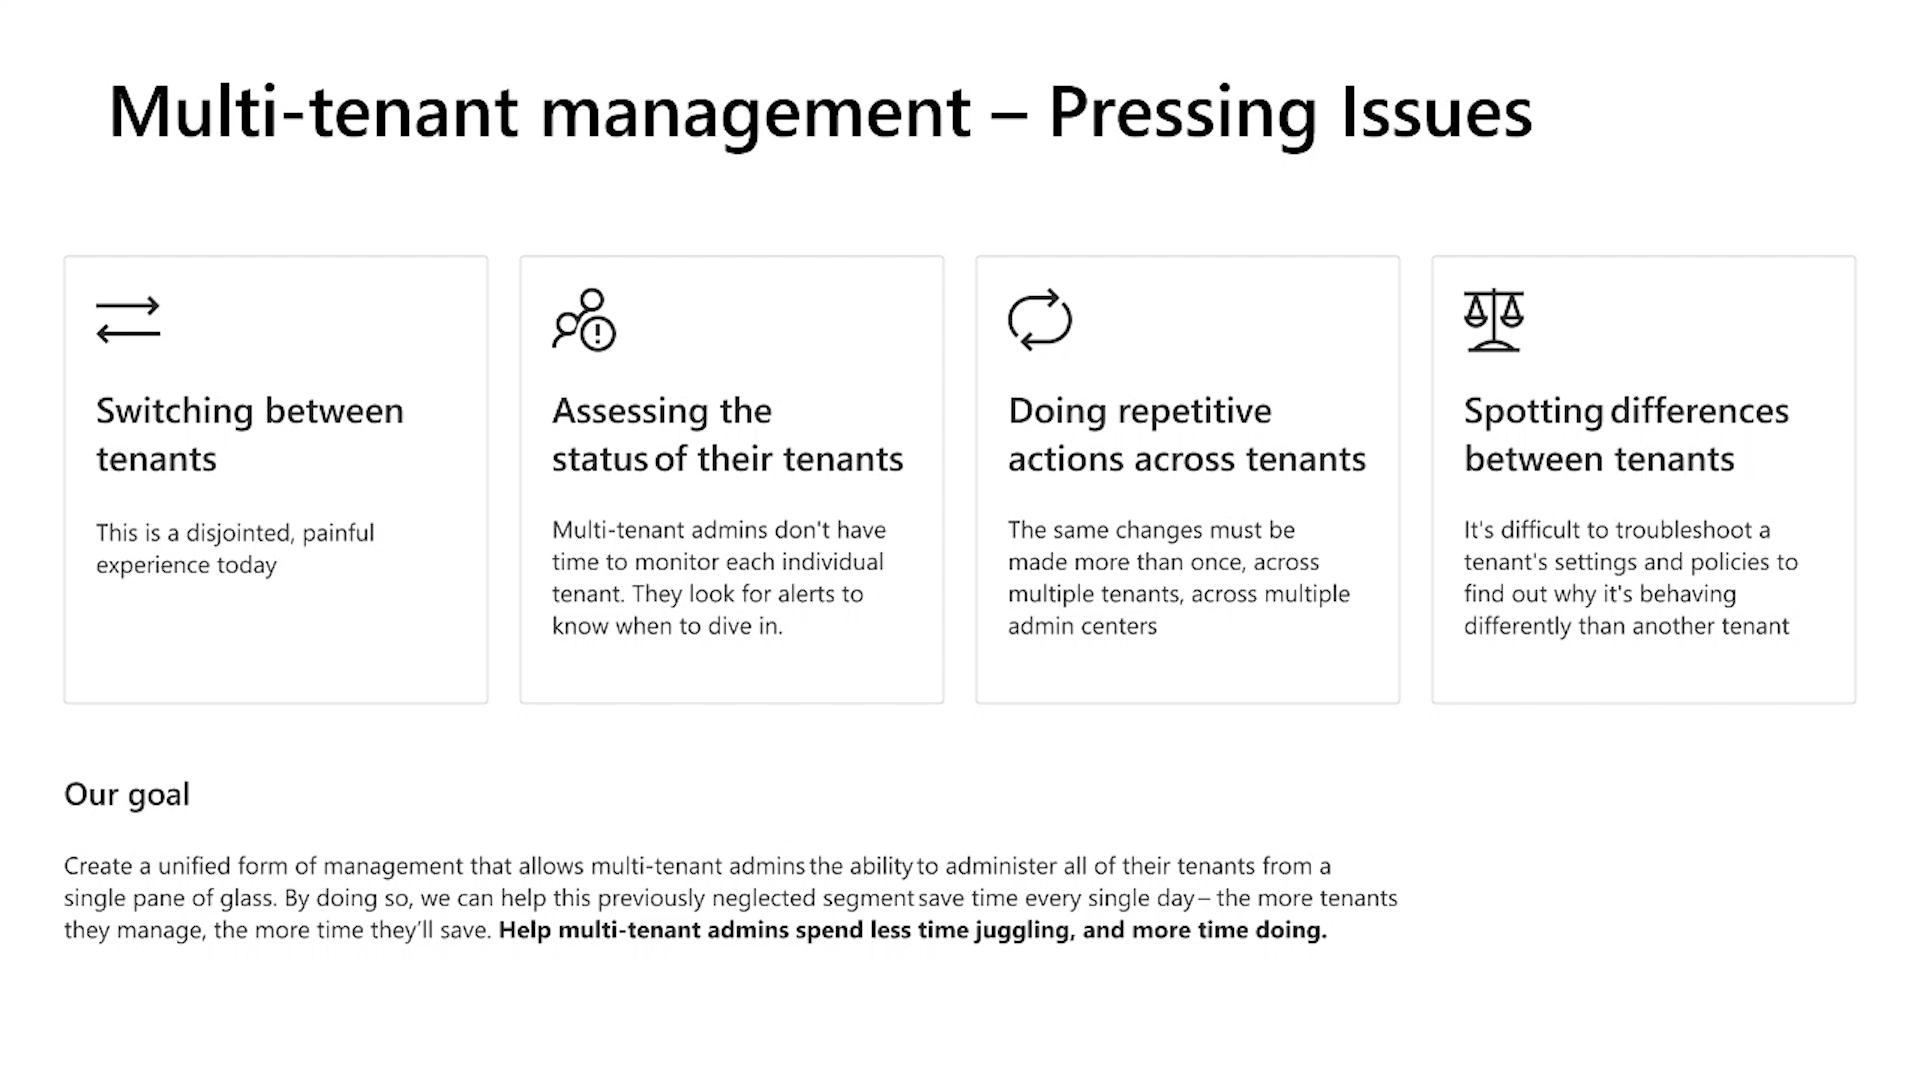 Multi-tenant management – Pressing Issues
Switching between
tenants
This is a disjointed, painful
experience today
Assessing the
status of their tenants
Multi-tenant admins don't have
time to monitor each individual
tenant. They look for alerts to
know when to dive in.
Doing repetitive
actions across tenants
The same changes must be
made more than once, across
multiple tenants, across multiple
admin centers
Spotting differences
between tenants
It's difficult to troubleshoot a
tenant's settings and policies to
find out why it's behaving
differently than another tenant
Our goal
Create a unified form of management that allows multi-tenant admins the ability to administer all of their tenants from a
single pane of glass. By doing so, we can help this previously neglected segment save time every single day – the more tenants
they manage, the more time they’ll save. Help multi-tenant admins spend less time juggling, and more time doing.